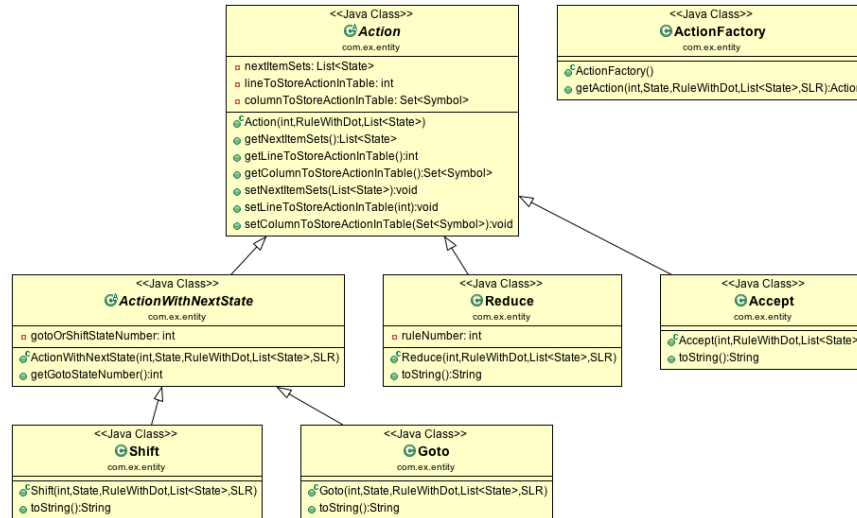 <<Java Class>>
Action
com.ex.entity
nextItemSets: List<State>
lineToStoreActionInTable: int
columnToStoreActionInTable: Set<Symbol>
Action(int,RuleWithDot,List<State>)
getNextItemSets():List<State>
getLineToStoreActionInTable():int
getColumnToStoreActionInTable():Set<Symbol>
setNextItemSets(List<State>):void
setLineToStoreActionInTable(int):void
setColumnToStoreActionInTable(Set<Symbol>):void
<<Java Class>>
ActionFactory
com.ex.entity
ActionFactory()
getAction(int,State,RuleWithDot,List<State>,SLR):Action
<<Java Class>>
ActionWithNextState
com.ex.entity
gotoOrShiftStateNumber: int
ActionWithNextState(int,State,RuleWithDot,List<State>,SLR)
getGotoStateNumber():int
<<Java Class>>
Reduce
com.ex.entity
ruleNumber: int
Reduce(int,RuleWithDot,List<State>,SLR)
toString():String
<<Java Class>>
Accept
com.ex.entity
Accept(int,RuleWithDot,List<State>
toString():String
<<Java Class>>
Shift
com.ex.entity
Shift(int,State,RuleWithDot,List<State>,SLR)
toString():String
<<Java Class>>
Goto
com.ex.entity
Goto(int,State,RuleWithDot,List<State>,SLR)
toString():String